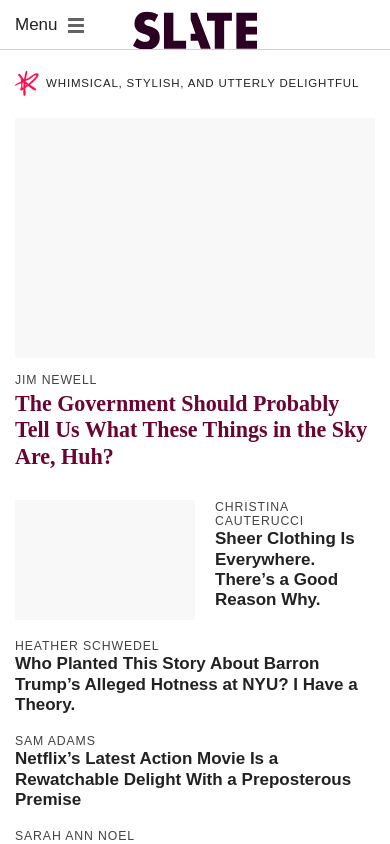 Menu
SLATE
WHIMSICAL, STYLISH, AND UTTERLY DELIGHTFUL
JIM NEWELL
The Government Should Probably
Tell Us What These Things in the Sky
Are, Huh?
CHRISTINA
CAUTERUCCI
Sheer Clothing Is
Everywhere.
There’s a Good
Reason Why.
HEATHER SCHWEDEL
Who Planted This Story About Barron
Trump’s Alleged Hotness at NYU? I Have a
Theory.
SAM ADAMS
Netflix’s Latest Action Movie Is a
Rewatchable Delight With a Preposterous
Premise
SARAH ANN NOEL